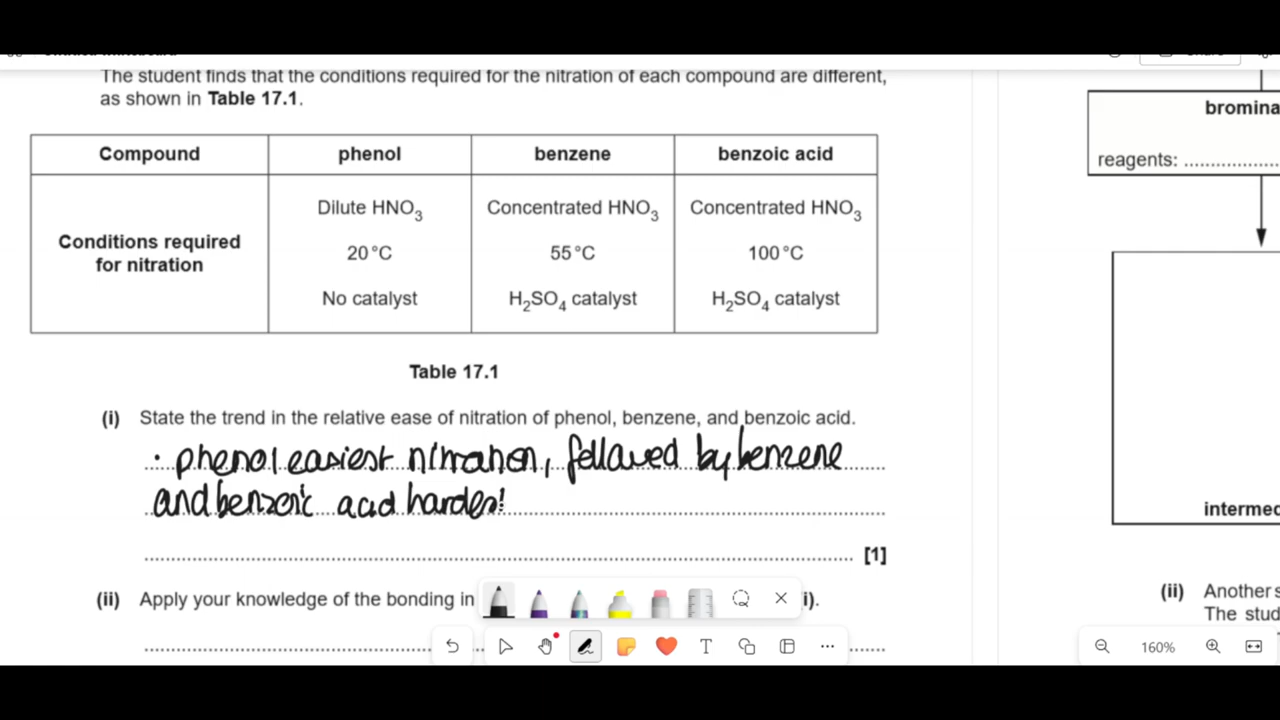 The student finds that the conditions required for the nitration of each compound are different,
as shown in Table 17.1.
Compound phenol benzene benzoic acid
Conditions required for nitration
Dilute HNO3 Concentrated HNO3 Concentrated HNO3
20 °C 55 °C 100 °C
No catalyst H2SO4 catalyst H2SO4 catalyst
Table 17.1
(i) State the trend in the relative ease of nitration of phenol, benzene, and benzoic acid.
• phenol easiest nitration, followed by benzene
and benzoic acid hardest
[1]
(ii) Apply your knowledge of the bonding in i).
T
160%
bromina
reagents:
intermed
(ii) Another s
The stud